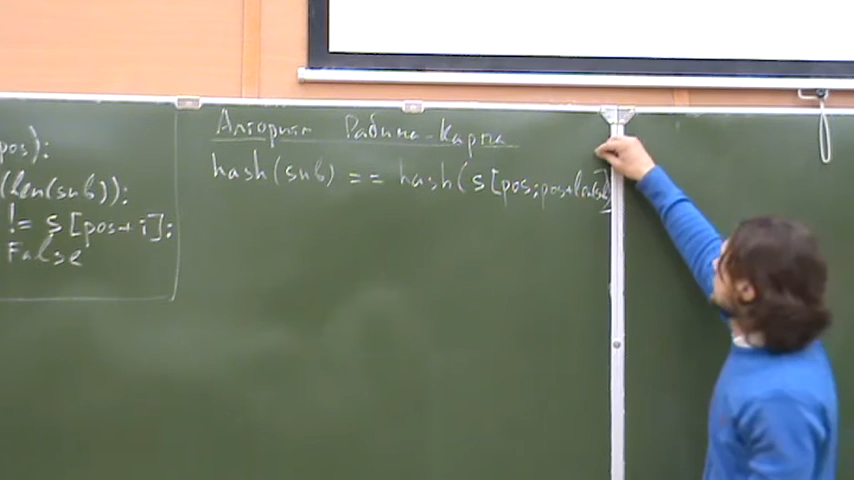 pos):
(len(sub)):
!= s[pos+i]:
False
Алгоритм Рабина-Карпа
hash(sub) == hash(s[pos:pos+len(sub)])